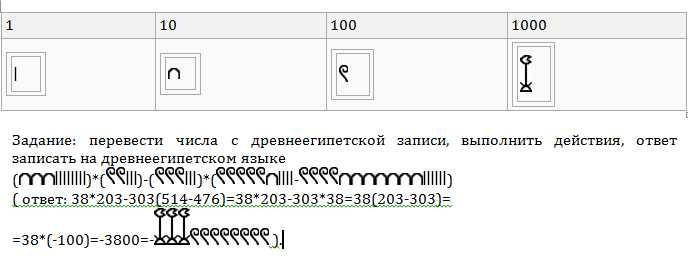 1 10 100 1000
𓏺 𓎆 𓍢 𓆼
Задание: перевести числа с древнеегипетской записи, выполнить действия, ответ
записать на древнеегипетском языке
(𓎆𓎆𓎆𓏺𓏺𓏺𓏺𓏺𓏺𓏺𓏺)*(𓍢𓍢𓏺𓏺𓏺)-(𓍢𓍢𓍢𓏺𓏺𓏺)*(𓍢𓍢𓍢𓍢𓍢𓎆𓏺𓏺𓏺𓏺-𓍢𓍢𓍢𓍢𓎆𓎆𓎆𓎆𓎆𓎆𓎆𓏺𓏺𓏺𓏺𓏺𓏺)
( ответ: 38*203-303(514-476)=38*203-303*38=38(203-303)=
=38*(-100)=-3800=-𓆼𓆼𓆼𓍢𓍢𓍢𓍢𓍢𓍢𓍢𓍢 ).